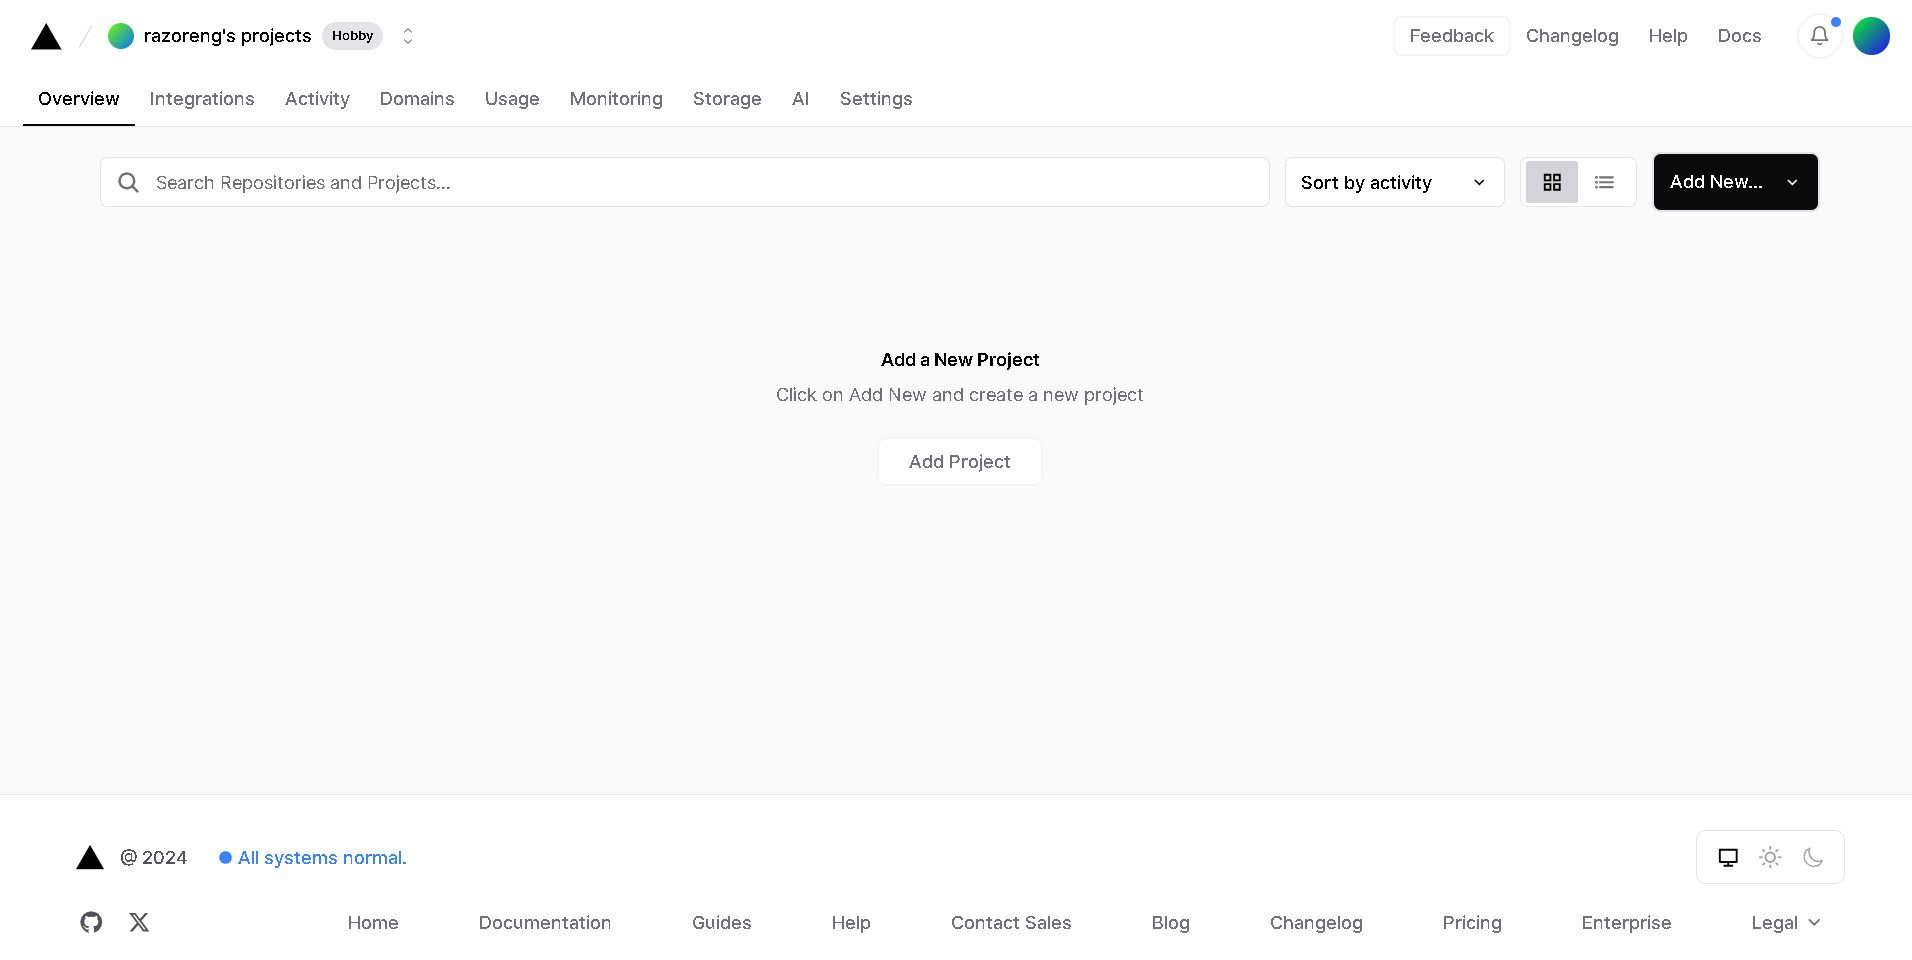 razoreng's projects Hobby
Feedback Changelog Help Docs
Overview Integrations Activity Domains Usage Monitoring Storage AI Settings
Search Repositories and Projects...
Sort by activity
Add New...
Add a New Project
Click on Add New and create a new project
Add Project
@ 2024 All systems normal.
Home Documentation Guides Help Contact Sales Blog Changelog Pricing Enterprise Legal